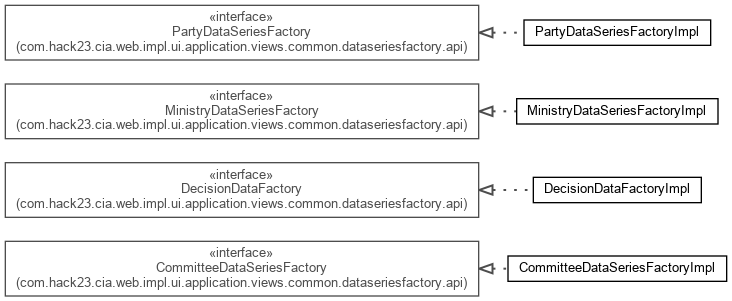 «interface»
PartyDataSeriesFactory
(com.hack23.cia.web.impl.ui.application.views.common.dataseriesfactory.api)
PartyDataSeriesFactoryImpl
«interface»
MinistryDataSeriesFactory
(com.hack23.cia.web.impl.ui.application.views.common.dataseriesfactory.api)
MinistryDataSeriesFactoryImpl
«interface»
DecisionDataFactory
(com.hack23.cia.web.impl.ui.application.views.common.dataseriesfactory.api)
DecisionDataFactoryImpl
«interface»
CommitteeDataSeriesFactory
(com.hack23.cia.web.impl.ui.application.views.common.dataseriesfactory.api)
CommitteeDataSeriesFactoryImpl